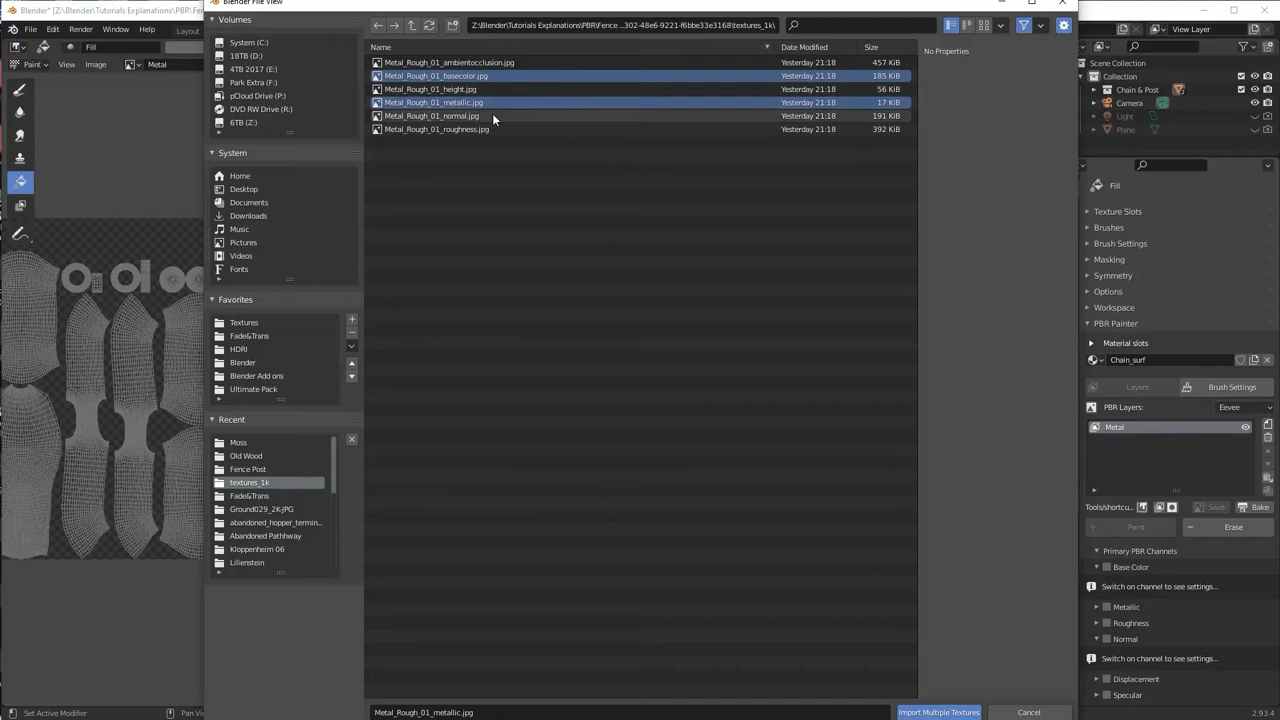 Blender File View
Blender* [Z:\Blender\Tutorials Explanations\PBR\Fen
File Edit Render Window Help Layout
Fill
Paint View Image Metal
Volumes
System (C:)
18TB (D:)
4TB 2017 (E:)
Park Extra (F:)
pCloud Drive (P:)
DVD RW Drive (R:)
6TB (Z:)
System
Home
Desktop
Documents
Downloads
Music
Pictures
Videos
Fonts
Favorites
Textures
Fade&Trans
HDRI
Blender
Blender Add ons
Ultimate Pack
Recent
Moss
Old Wood
Fence Post
textures_1k
Fade&Trans
Ground029_2K-JPG
abandoned_hopper_termin...
Abandoned Pathhway
Kloppenheim 06
Lilienstein
Z:\Blender\Tutorials Explanations\PBR\Fence ...302-48e6-9221-f6bbe33e3168\textures_1k\
Name Date Modified Size
Metal_Rough_01_ambientocclusion.jpg Yesterday 21:18 457 KiB
Metal_Rough_01_basecolor.jpg Yesterday 21:18 185 KiB
Metal_Rough_01_height.jpg Yesterday 21:18 56 KiB
Metal_Rough_01_metallic.jpg Yesterday 21:18 17 KiB
Metal_Rough_01_normal.jpg Yesterday 21:18 191 KiB
Metal_Rough_01_roughness.jpg Yesterday 21:18 392 KiB
No Properties
Metal_Rough_01_metallic.jpg Import Multiple Textures Cancel
View Layer
Scene Collection
Collection
Chain & Post
Camera
Light
Plane
Fill
Texture Slots
Brushes
Brush Settings
Masking
Symmetry
Options
Workspace
PBR Painter
Material slots
Chain_surf
Layers Brush Settings
PBR Layers: Eevee
Metal
Tools/shortcu... Save Bake
Paint Erase
Primary PBR Channels
Base Color
Switch on channel to see settings...
Metallic
Roughness
Normal
Switch on channel to see settings...
Displacement
Specular
Set Active Modifier Pan Vi
2.93.4